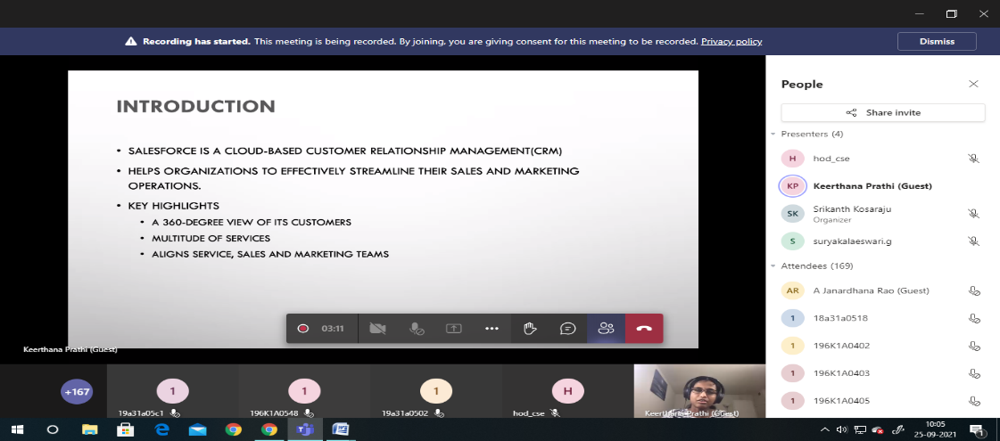 Recording has started. This meeting is being recorded. By joining, you are giving consent for this meeting to be recorded. Privacy policy
Dismiss
INTRODUCTION
• SALESFORCE IS A CLOUD-BASED CUSTOMER RELATIONSHIP MANAGEMENT(CRM)
• HELPS ORGANIZATIONS TO EFFECTIVELY STREAMLINE THEIR SALES AND MARKETING
OPERATIONS.
• KEY HIGHLIGHTS
• A 360-DEGREE VIEW OF ITS CUSTOMERS
• MULTITUDE OF SERVICES
• ALIGNS SERVICE, SALES AND MARKETING TEAMS
03:11
Keerthana Prathi (Guest)
+167
1
19a31a05c1
1
196K1A0548
1
19a31a0502
H
hod_cse
Keerthana Prathi (Guest)
People
Share invite
Presenters (4)
H
hod_cse
KP
Keerthana Prathi (Guest)
SK
Srikanth Kosaraju
Organizer
S
suryakalaeswari.g
Attendees (169)
AR
A Janardhana Rao (Guest)
1
18a31a0518
1
196K1A0402
1
196K1A0403
1
196K1A0405
10:05
25-09-2021
1